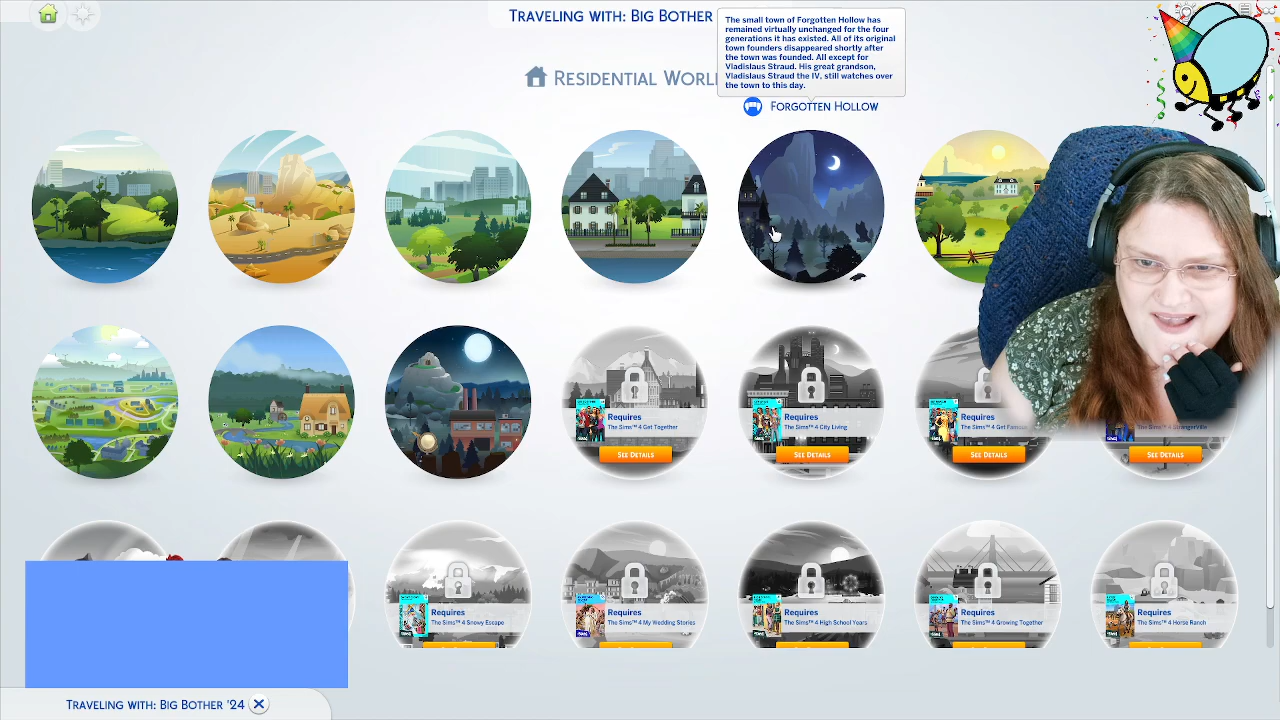 Traveling with: Big Bother
The small town of Forgotten Hollow has
remained virtually unchanged for the four
generations it has existed. All of its original
town founders disappeared shortly after
the town was founded. All except for
Vladislaus Straud. His great grandson,
Vladislaus Straud the IV, still watches over
the town to this day.
Residential Worl
Forgotten Hollow
Requires
The Sims™ 4 Get Together
See Details
Requires
The Sims™ 4 City Living
See Details
Requires
The Sims™ 4 Get Famous
See Details
The Sims™ 4 StrangerVille
See Details
Requires
The Sims™ 4 Snowy Escape
Requires
The Sims™ 4 My Wedding Stories
Requires
The Sims™ 4 High School Years
Requires
The Sims™ 4 Growing Together
Requires
The Sims™ 4 Horse Ranch
Traveling with: Big Bother '24